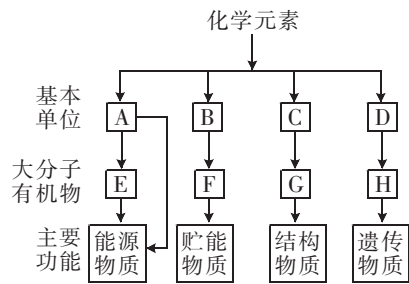 化学元素
基本
单位
A B C D
大分子
有机物
E F G H
主要
功能
能源
物质
贮能
物质
结构
物质
遗传
物质